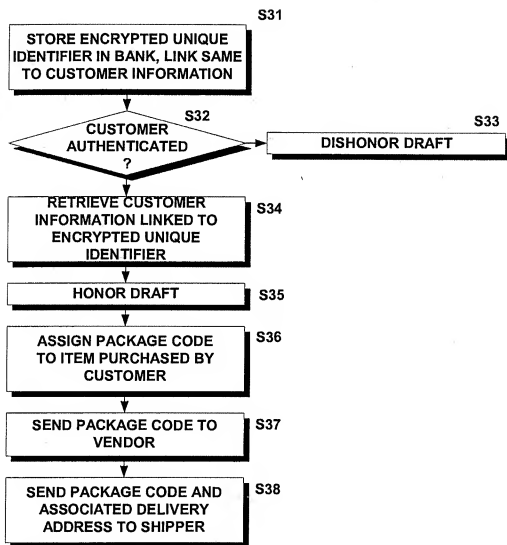 S31
STORE ENCRYPTED UNIQUE
IDENTIFIER IN BANK, LINK SAME
TO CUSTOMER INFORMATION
S32
CUSTOMER
AUTHENTICATED
?
S33
DISHONOR DRAFT
RETRIEVE CUSTOMER
INFORMATION LINKED TO
ENCRYPTED UNIQUE
IDENTIFIER
S34
HONOR DRAFT
S35
ASSIGN PACKAGE CODE
TO ITEM PURCHASED BY
CUSTOMER
S36
SEND PACKAGE CODE TO
VENDOR
S37
SEND PACKAGE CODE AND
ASSOCIATED DELIVERY
ADDRESS TO SHIPPER
S38